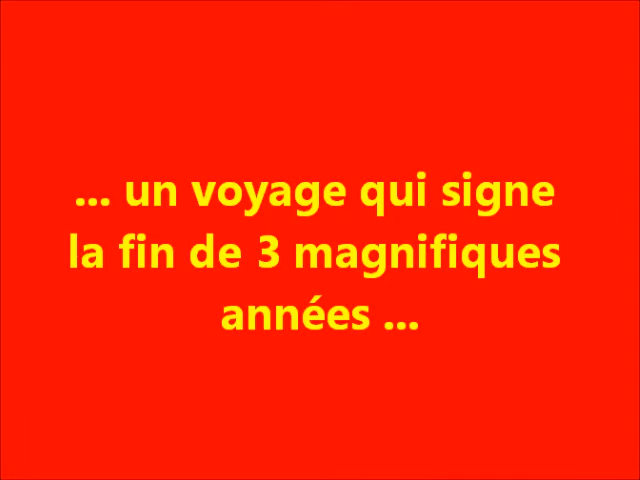 ... un voyage qui signe
la fin de 3 magnifiques
années ...